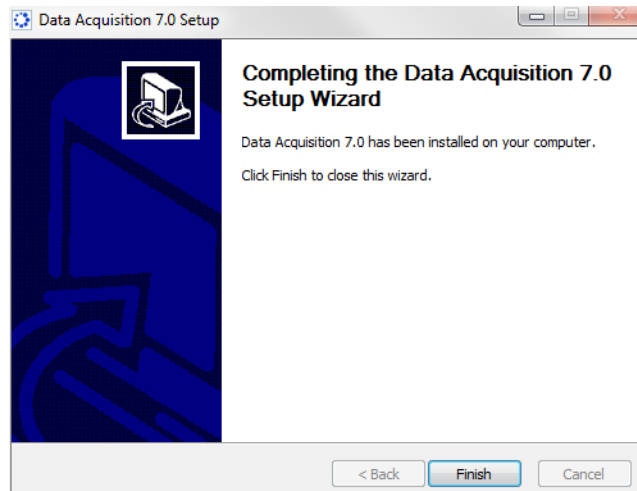 Data Acquisition 7.0 Setup
Completing the Data Acquisition 7.0
Setup Wizard
Data Acquisition 7.0 has been installed on your computer.
Click Finish to close this wizard.
< Back Finish Cancel